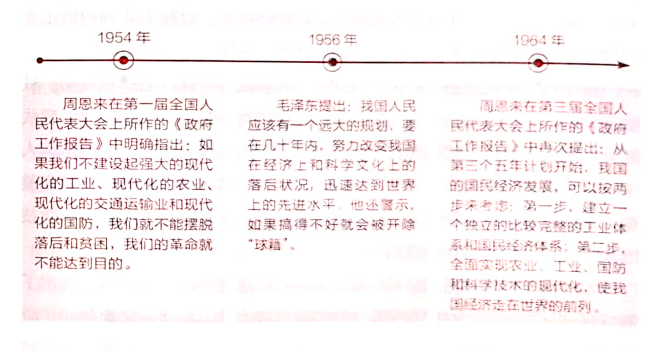 1954 年
1956 年
1964 年
周恩来在第一届全国人
民代表大会上所作的《政府
工作报告》中明确指出：如
果我们不建设起强大的现代
化的工业、现代化的农业、
现代化的交通运输业和现代
化的国防，我们就不能摆脱
落后和贫困，我们的革命就
不能达到目的。
毛泽东提出：我国人民
应该有一个远大的规划，要
在几十年内，努力改变我国
在经济上和科学文化上的
落后状况，迅速达到世界
上的先进水平。他还警示，
如果搞得不好就会被开除
“球籍”。
周恩来在第三届全国人
民代表大会上所作的《政府
工作报告》中再次提出：从
第三个五年计划开始，我国
的国民经济发展，可以按两
步来考虑：第一步，建立一
个独立的比较完整的工业体
系和国民经济体系；第二步，
全面实现农业、工业、国防
和科学技术的现代化，使我
国经济走在世界的前列。